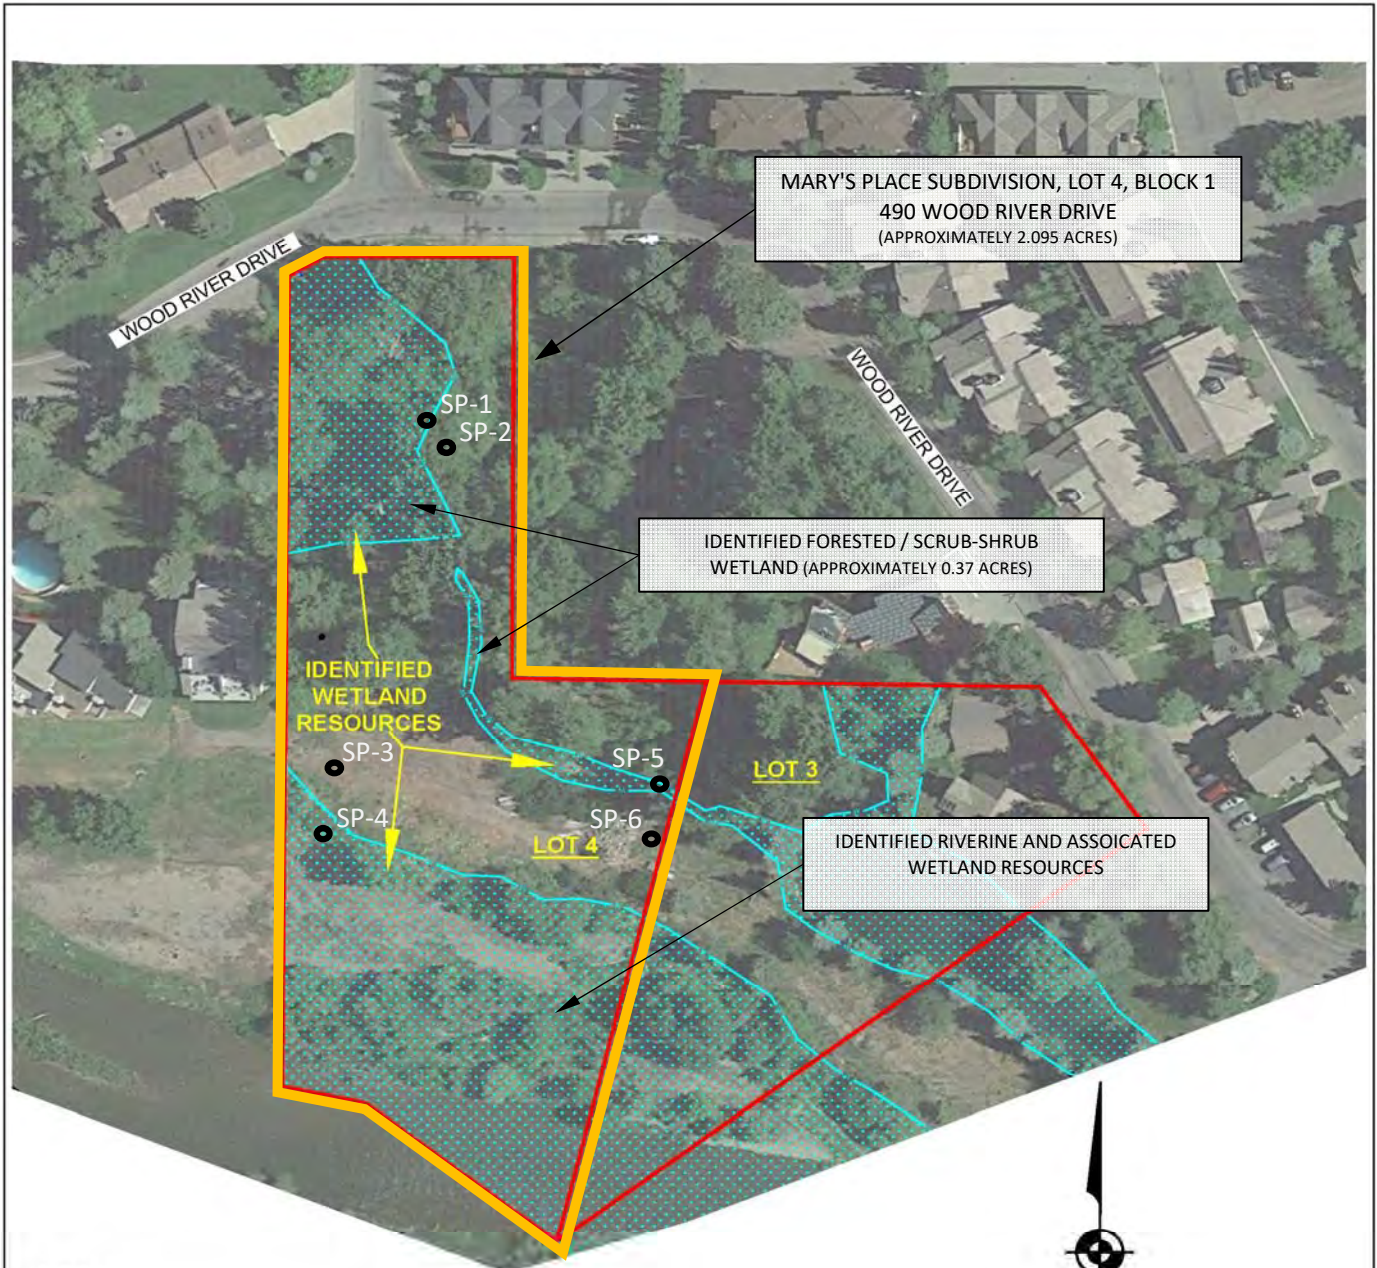 MARY'S PLACE SUBDIVISION, LOT 4, BLOCK 1
490 WOOD RIVER DRIVE
(APPROXIMATELY 2.095 ACRES)
WOOD RIVER DRIVE
WOOD RIVER DRIVE
SP-1
SP-2
IDENTIFIED FORESTED / SCRUB-SHRUB
WETLAND (APPROXIMATELY 0.37 ACRES)
IDENTIFIED
WETLAND
RESOURCES
SP-3
SP-5
LOT 3
SP-4
SP-6
LOT 4
IDENTIFIED RIVERINE AND ASSOICATED
WETLAND RESOURCES